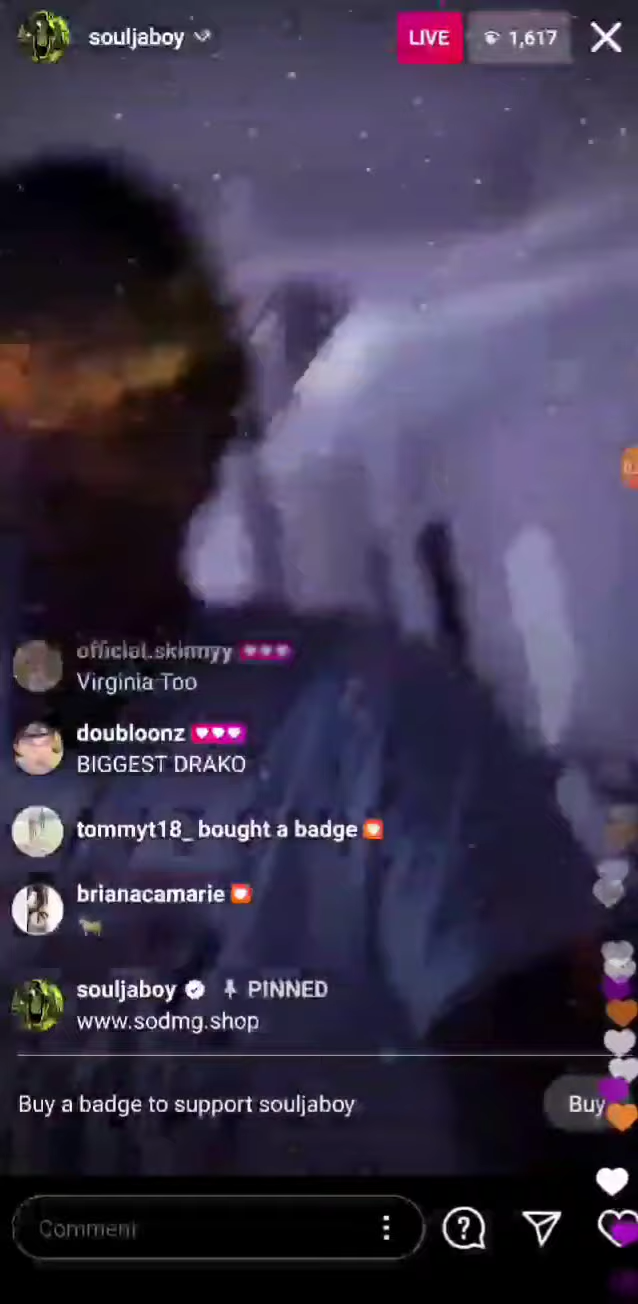 souljaboy
LIVE
1,617
official.skinnyy
Virginia Too
doubloonz
BIGGEST DRAKO
tommyt18_ bought a badge
brianacamarie
souljaboy PINNED
www.sodmg.shop
Buy a badge to support souljaboy
Buy
Comment